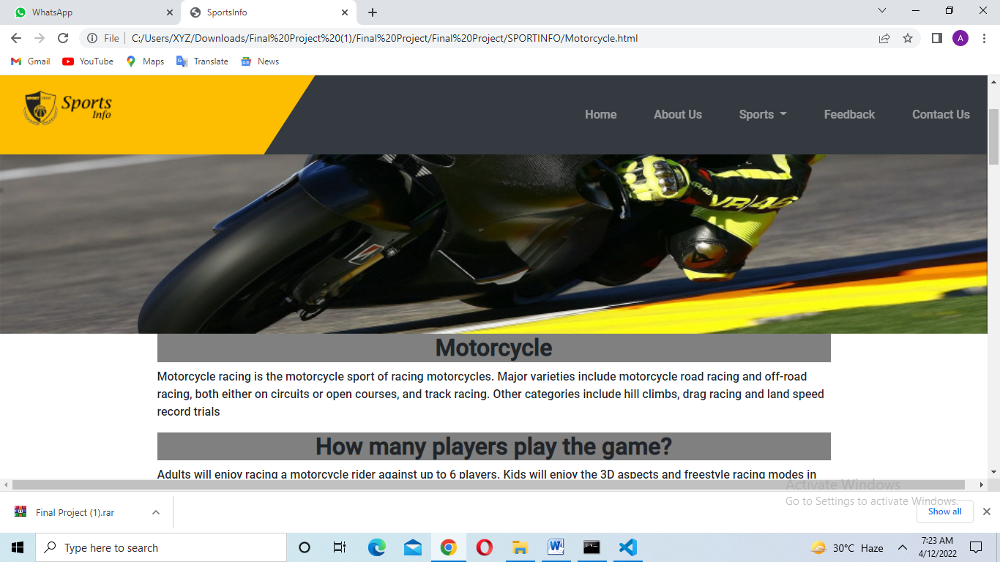 WhatsApp
SportsInfo
File
C:/Users/XYZ/Downloads/Final%20Project%20(1)/Final%20Project/Final%20Project/SPORTINFO/Motorcycle.html
A
Gmail
YouTube
Maps
Translate
News
SPORT INFO
Sports
Info
Home
About Us
Sports
Feedback
Contact Us
VR46
VR/46
Motorcycle
Motorcycle racing is the motorcycle sport of racing motorcycles. Major varieties include motorcycle road racing and off-road
racing, both either on circuits or open courses, and track racing. Other categories include hill climbs, drag racing and land speed
record trials
How many players play the game?
Adults will enjoy racing a motorcycle rider against up to 6 players. Kids will enjoy the 3D aspects and freestyle racing modes in
Activate Windows
Go to Settings to activate Windows.
Final Project (1).rar
Show all
Type here to search
30°C Haze
7:23 AM
4/12/2022